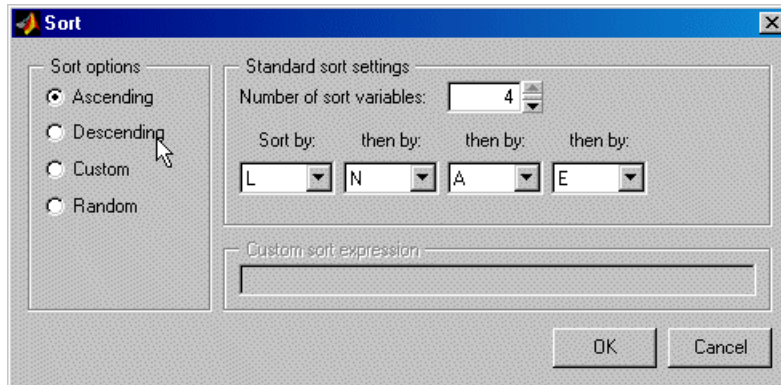 Sort
Sort options
Ascending
Descending
Custom
Random
Standard sort settings
Number of sort variables: 4
Sort by: then by: then by: then by:
L N A E
Custom sort expression
OK Cancel